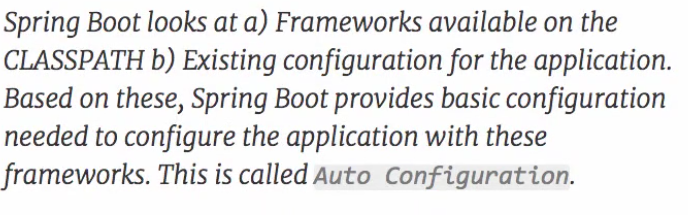 Spring Boot looks at a) Frameworks available on the
CLASSPATH b) Existing configuration for the application.
Based on these, Spring Boot provides basic configuration
needed to configure the application with these
frameworks. This is called Auto Configuration.